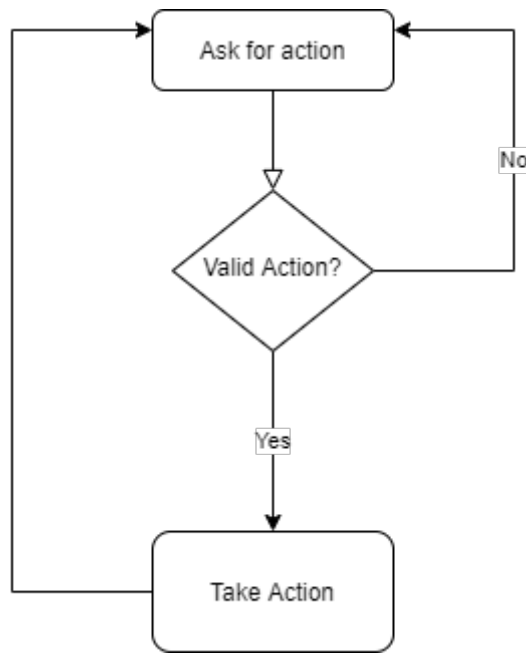 Ask for action
No
Valid Action?
Yes
Take Action